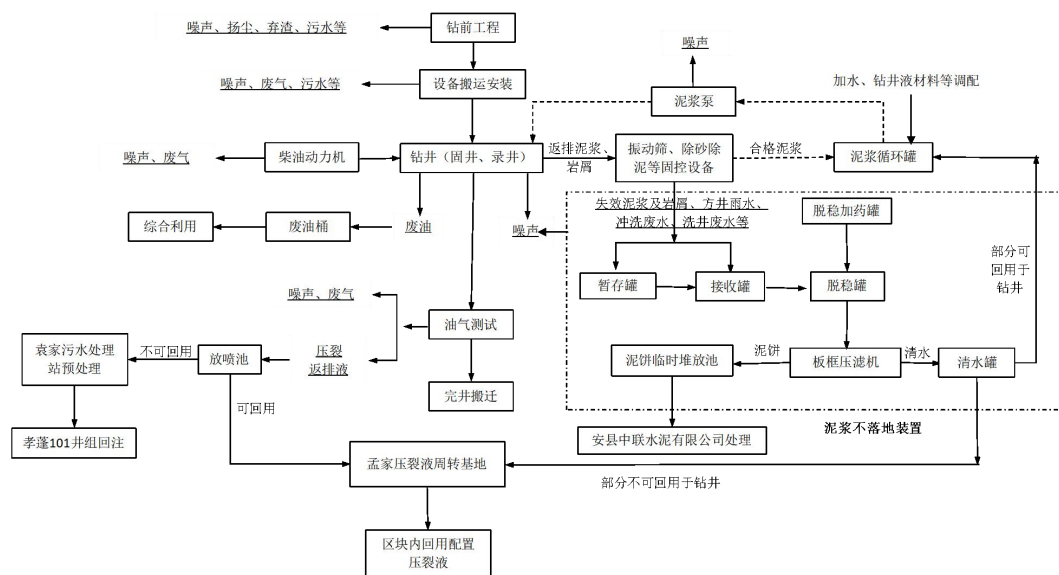 噪声、扬尘、弃渣、污水等
钻前工程
噪声
噪声、废气、污水等
设备搬运安装
加水、钻井液材料等调配
泥浆泵
噪声、废气
柴油动力机
钻井（固井、录井）
返排泥浆、
岩屑
振动筛、除砂除
泥等固控设备
合格泥浆
泥浆循环罐
失效泥浆及岩屑、方井雨水、
冲洗废水、洗井废水等
脱稳加药罐
综合利用
废油桶
废油
噪声
部分可
回用于
钻井
暂存罐
接收罐
脱稳罐
噪声、废气
油气测试
袁家污水处理
站预处理
不可回用
放喷池
压裂
返排液
泥饼临时堆放池
泥饼
板框压滤机
清水
清水罐
完井搬迁
可回用
泥浆不落地装置
孝蓬101井组回注
安县中联水泥有限公司处理
孟家压裂液周转基地
部分不可回用于钻井
区块内回用配置
压裂液